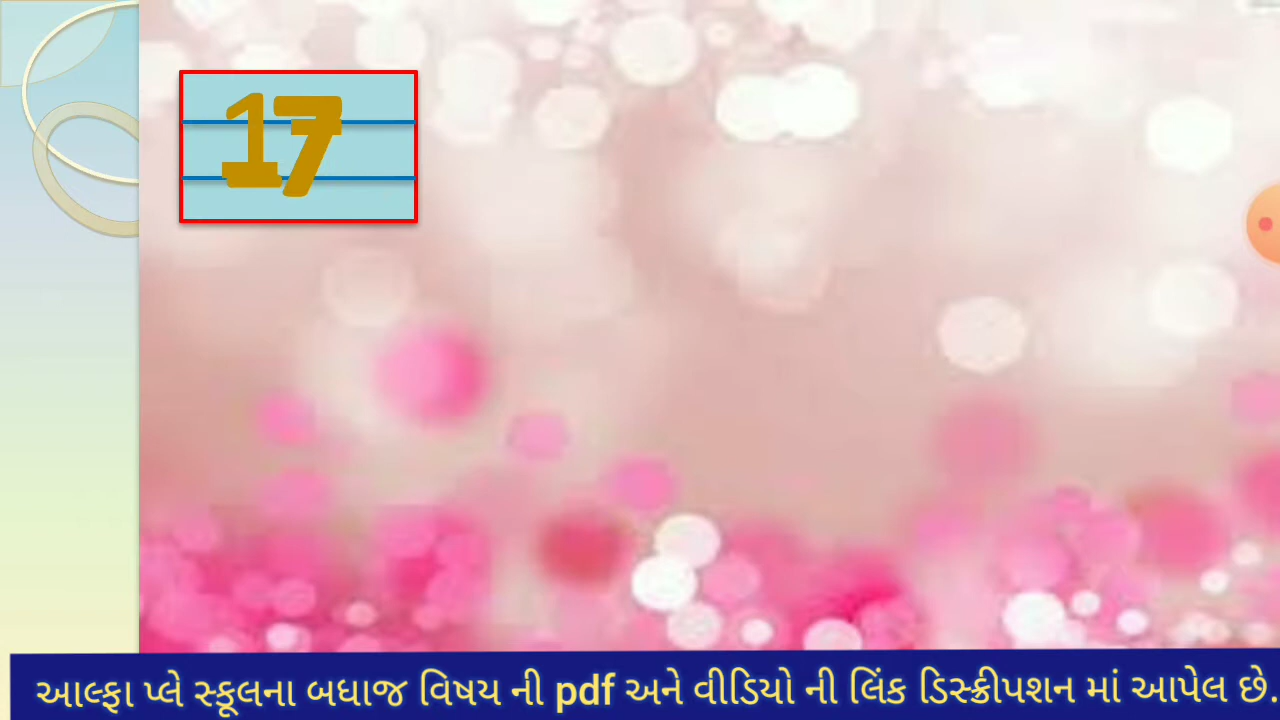 17
આલ્ફા પ્લે સ્કૂલના બધાજ વિષય ની pdf અને વીડિયો ની લિંક ડિસ્ક્રીપશન માં આપેલ છે.